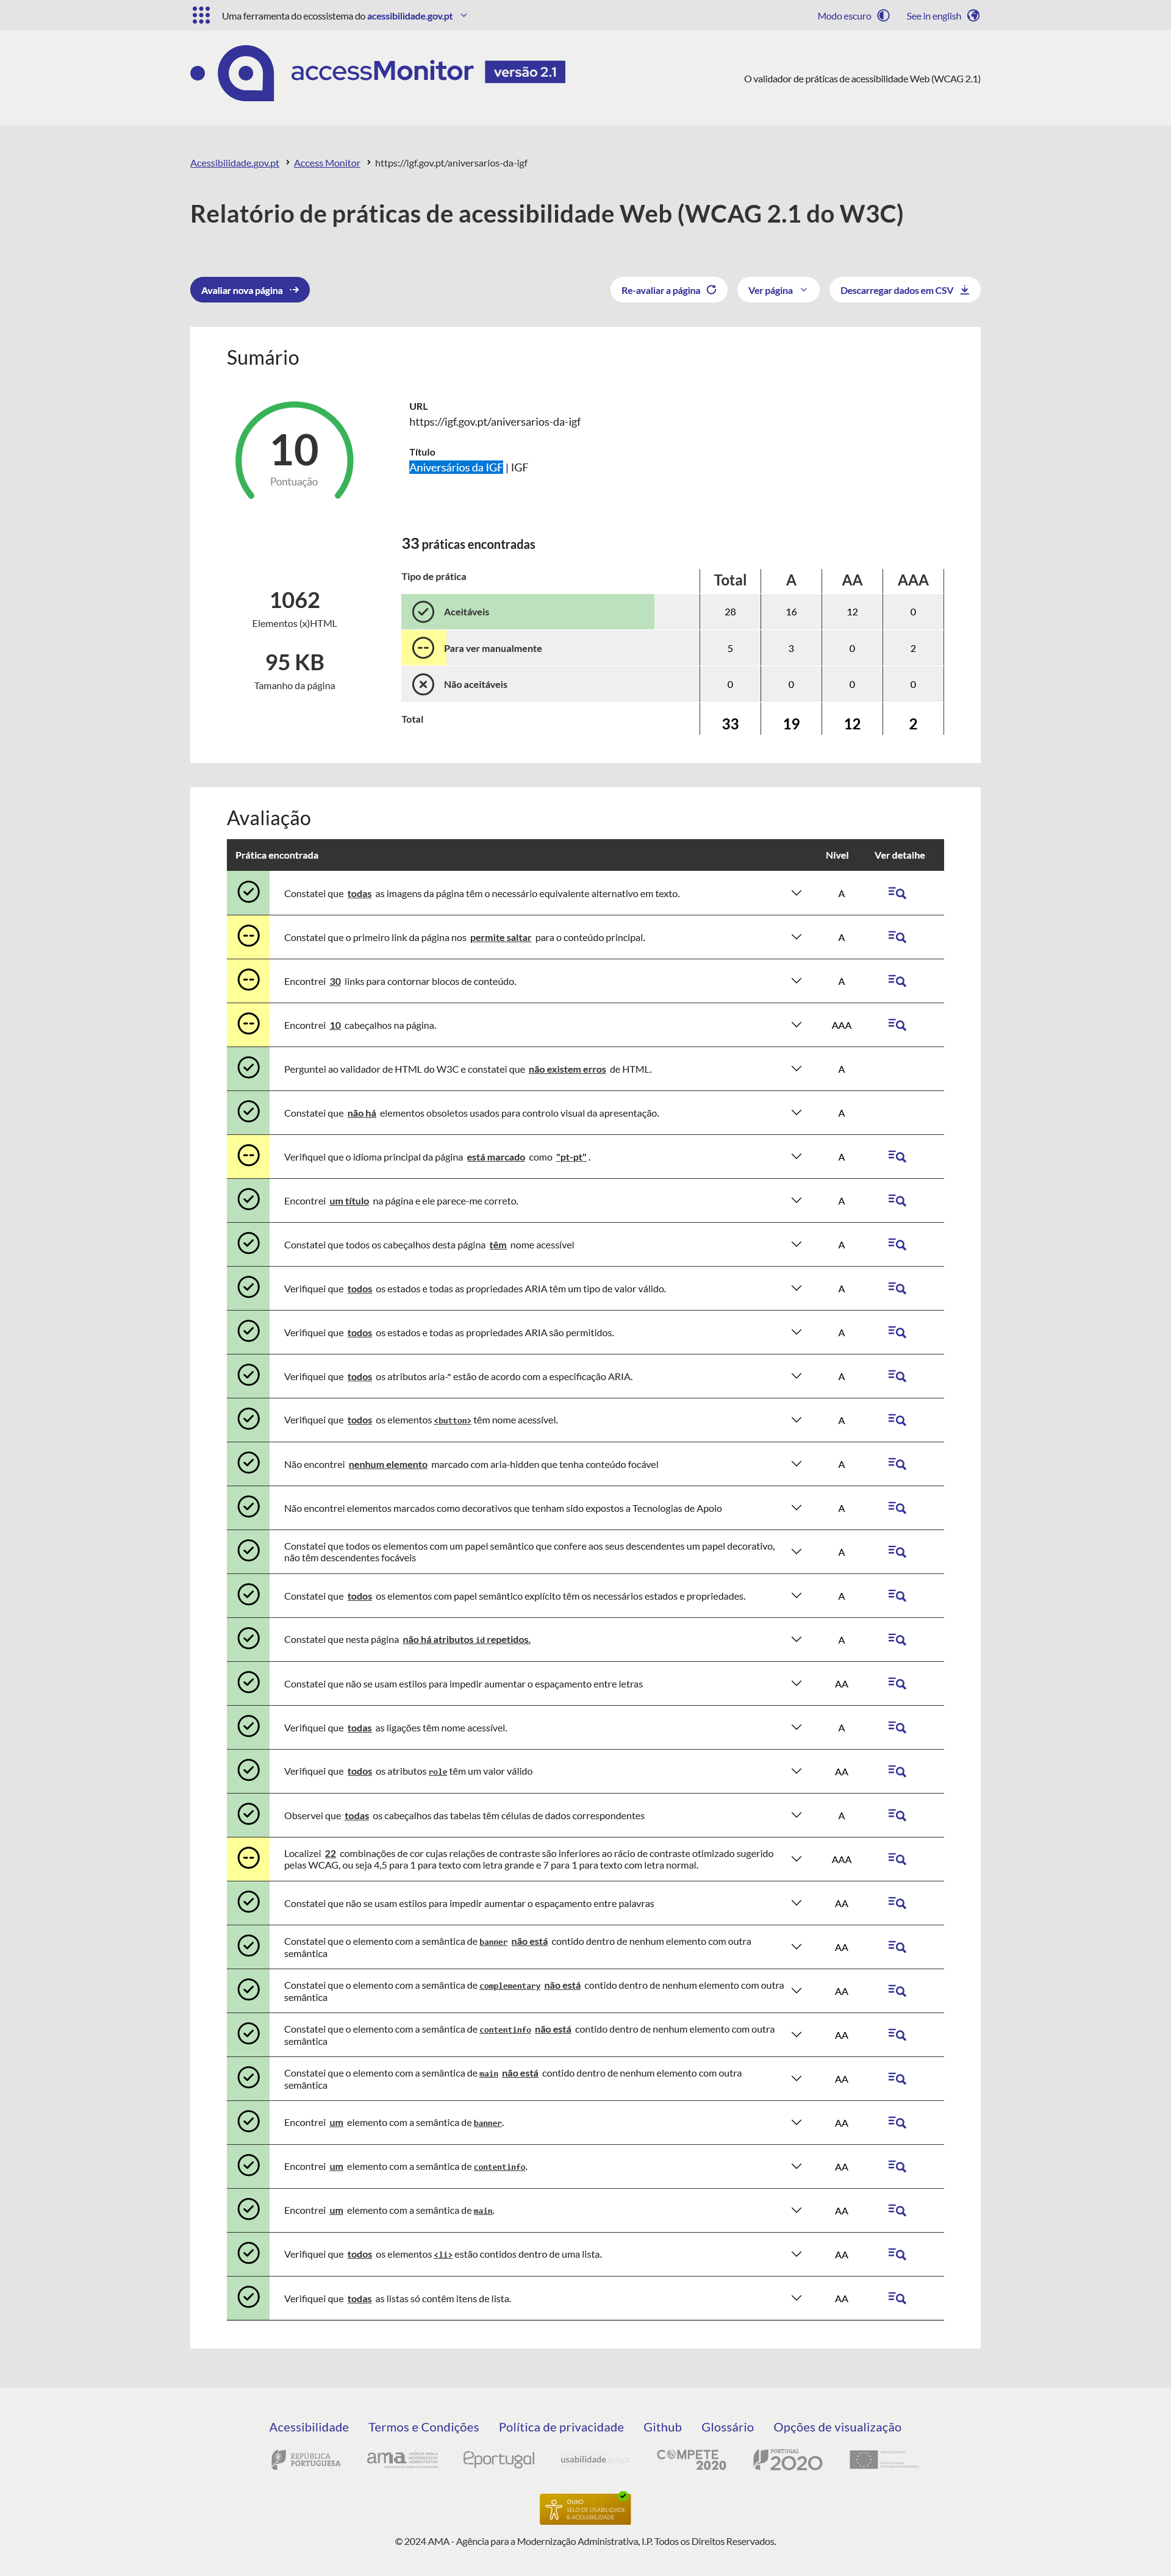 Uma ferramenta do ecossistema do acessibilidade.gov.pt
Modo escuro
See in english
accessMonitor versão 2.1
O validador de práticas de acessibilidade Web (WCAG 2.1)
Acessibilidade.gov.pt › Access Monitor › https://igf.gov.pt/aniversarios-da-igf
Relatório de práticas de acessibilidade Web (WCAG 2.1 do W3C)
Avaliar nova página
Re-avaliar a página
Ver página
Descarregar dados em CSV
Sumário
10
Pontuação
URL
https://igf.gov.pt/aniversarios-da-igf
Título
Aniversários da IGF | IGF
1062
Elementos (x)HTML
95 KB
Tamanho da página
33 práticas encontradas
Tipo de prática Total A AA AAA
Aceitáveis 28 16 12 0
Para ver manualmente 5 3 0 2
Não aceitáveis 0 0 0 0
Total 33 19 12 2
Avaliação
Prática encontrada Nível Ver detalhe
Constatei que todas as imagens da página têm o necessário equivalente alternativo em texto. A
Constatei que o primeiro link da página nos permite saltar para o conteúdo principal. A
Encontrei 30 links para contornar blocos de conteúdo. A
Encontrei 10 cabeçalhos na página. AAA
Perguntei ao validador de HTML do W3C e constatei que não existem erros de HTML. A
Constatei que não há elementos obsoletos usados para controlo visual da apresentação. A
Verifiquei que o idioma principal da página está marcado como "pt-pt". A
Encontrei um título na página e ele parece-me correto. A
Constatei que todos os cabeçalhos desta página têm nome acessível A
Verifiquei que todos os estados e todas as propriedades ARIA têm um tipo de valor válido. A
Verifiquei que todos os estados e todas as propriedades ARIA são permitidos. A
Verifiquei que todos os atributos aria-* estão de acordo com a especificação ARIA. A
Verifiquei que todos os elementos <button> têm nome acessível. A
Não encontrei nenhum elemento marcado com aria-hidden que tenha conteúdo focável A
Não encontrei elementos marcados como decorativos que tenham sido expostos a Tecnologias de Apoio A
Constatei que todos os elementos com um papel semântico que confere aos seus descendentes um papel decorativo,
não têm descendentes focáveis A
Constatei que todos os elementos com papel semântico explícito têm os necessários estados e propriedades. A
Constatei que nesta página não há atributos id repetidos. A
Constatei que não se usam estilos para impedir aumentar o espaçamento entre letras AA
Verifiquei que todas as ligações têm nome acessível. A
Verifiquei que todos os atributos role têm um valor válido AA
Observei que todas os cabeçalhos das tabelas têm células de dados correspondentes A
Localizei 22 combinações de cor cujas relações de contraste são inferiores ao rácio de contraste otimizado sugerido
pelas WCAG, ou seja 4,5 para 1 para texto com letra grande e 7 para 1 para texto com letra normal. AAA
Constatei que não se usam estilos para impedir aumentar o espaçamento entre palavras AA
Constatei que o elemento com a semântica de banner não está contido dentro de nenhum elemento com outra
semântica AA
Constatei que o elemento com a semântica de complementary não está contido dentro de nenhum elemento com outra
semântica AA
Constatei que o elemento com a semântica de contentinfo não está contido dentro de nenhum elemento com outra
semântica AA
Constatei que o elemento com a semântica de main não está contido dentro de nenhum elemento com outra
semântica AA
Encontrei um elemento com a semântica de banner. AA
Encontrei um elemento com a semântica de contentinfo. AA
Encontrei um elemento com a semântica de main. AA
Verifiquei que todos os elementos <li> estão contidos dentro de uma lista. AA
Verifiquei que todas as listas só contêm itens de lista. AA
Acessibilidade Termos e Condições Política de privacidade Github Glossário Opções de visualização
REPÚBLICA
PORTUGUESA
ama
eportugal
usabilidade
COMPETE
2020
PORTUGAL
2020
OURO
SELO DE USABILIDADE
& ACESSIBILIDADE
© 2024 AMA - Agência para a Modernização Administrativa, I.P. Todos os Direitos Reservados.